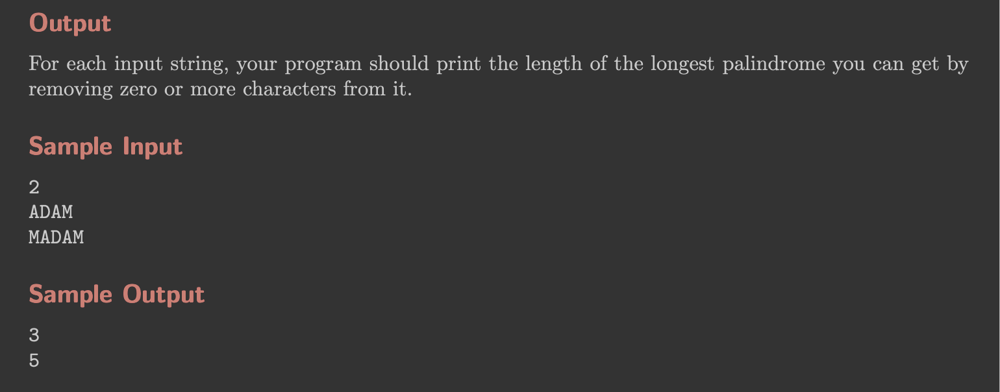 Output
For each input string, your program should print the length of the longest palindrome you can get by
removing zero or more characters from it.
Sample Input
2
ADAM
MADAM
Sample Output
3
5